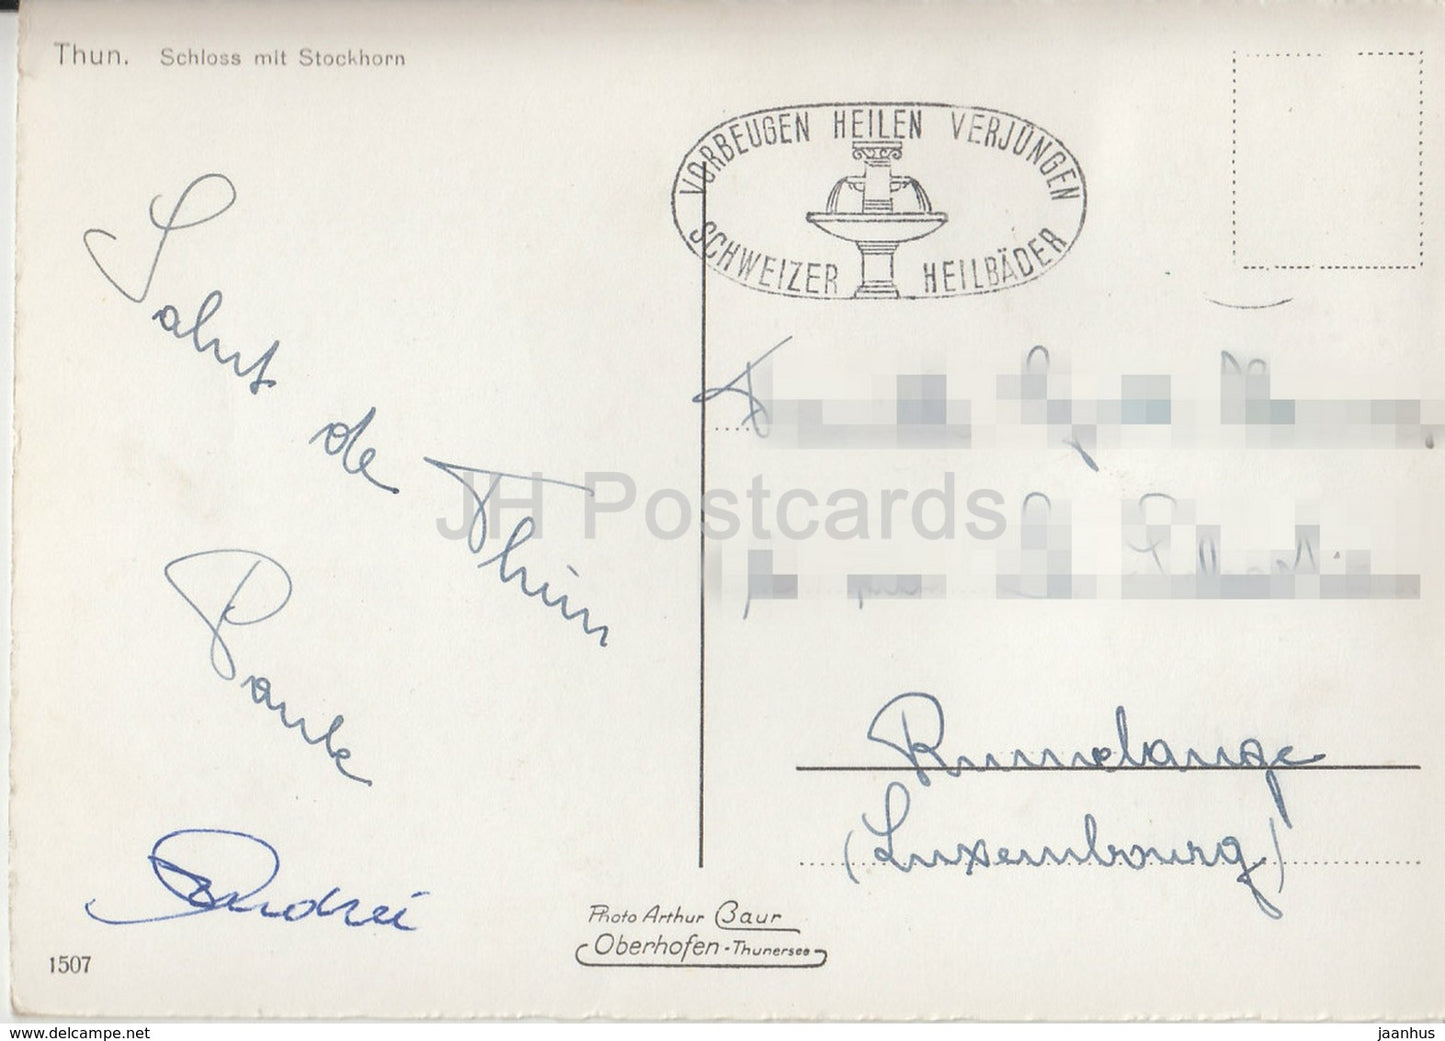 Thun. Schloss mit Stockhorn
VORBEUGEN HEILEN VERJÜNGEN
SCHWEIZER HEILBÄDER
Salut de Thun
Paule
Rumelange
(Luxembourg)
JH Postcards
Photo Arthur Baur
Oberhofen - Thunersee
1507
www.delcampe.net
jaanhus